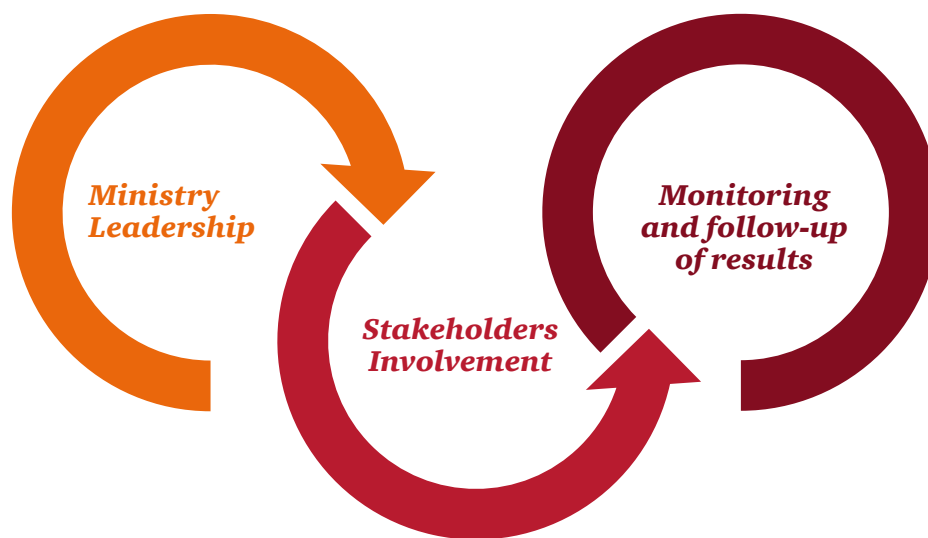 Ministry
Leadership
Stakeholders
Involvement
Monitoring
and follow-up
of results